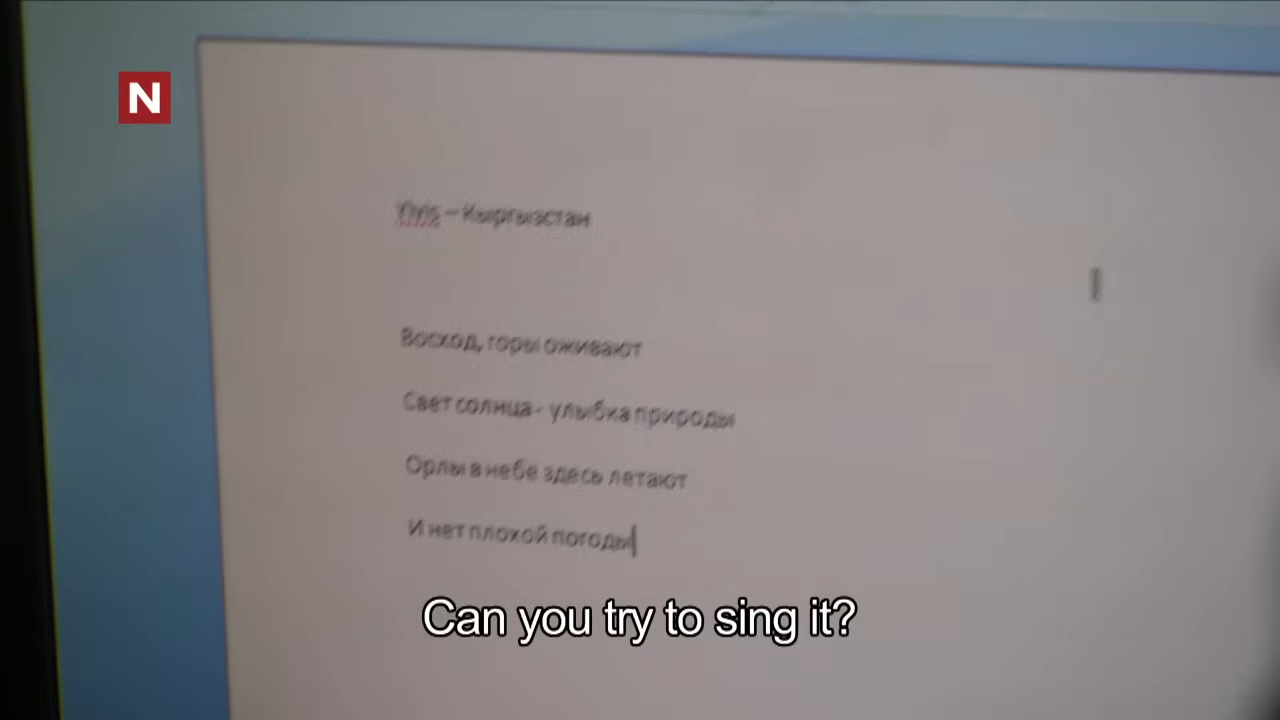 N
Ylvis – Кыргызстан
Восход, горы оживают
Свет солнца - улыбка природы
Орлы в небе здесь летают
И нет плохой погоды
Can you try to sing it?